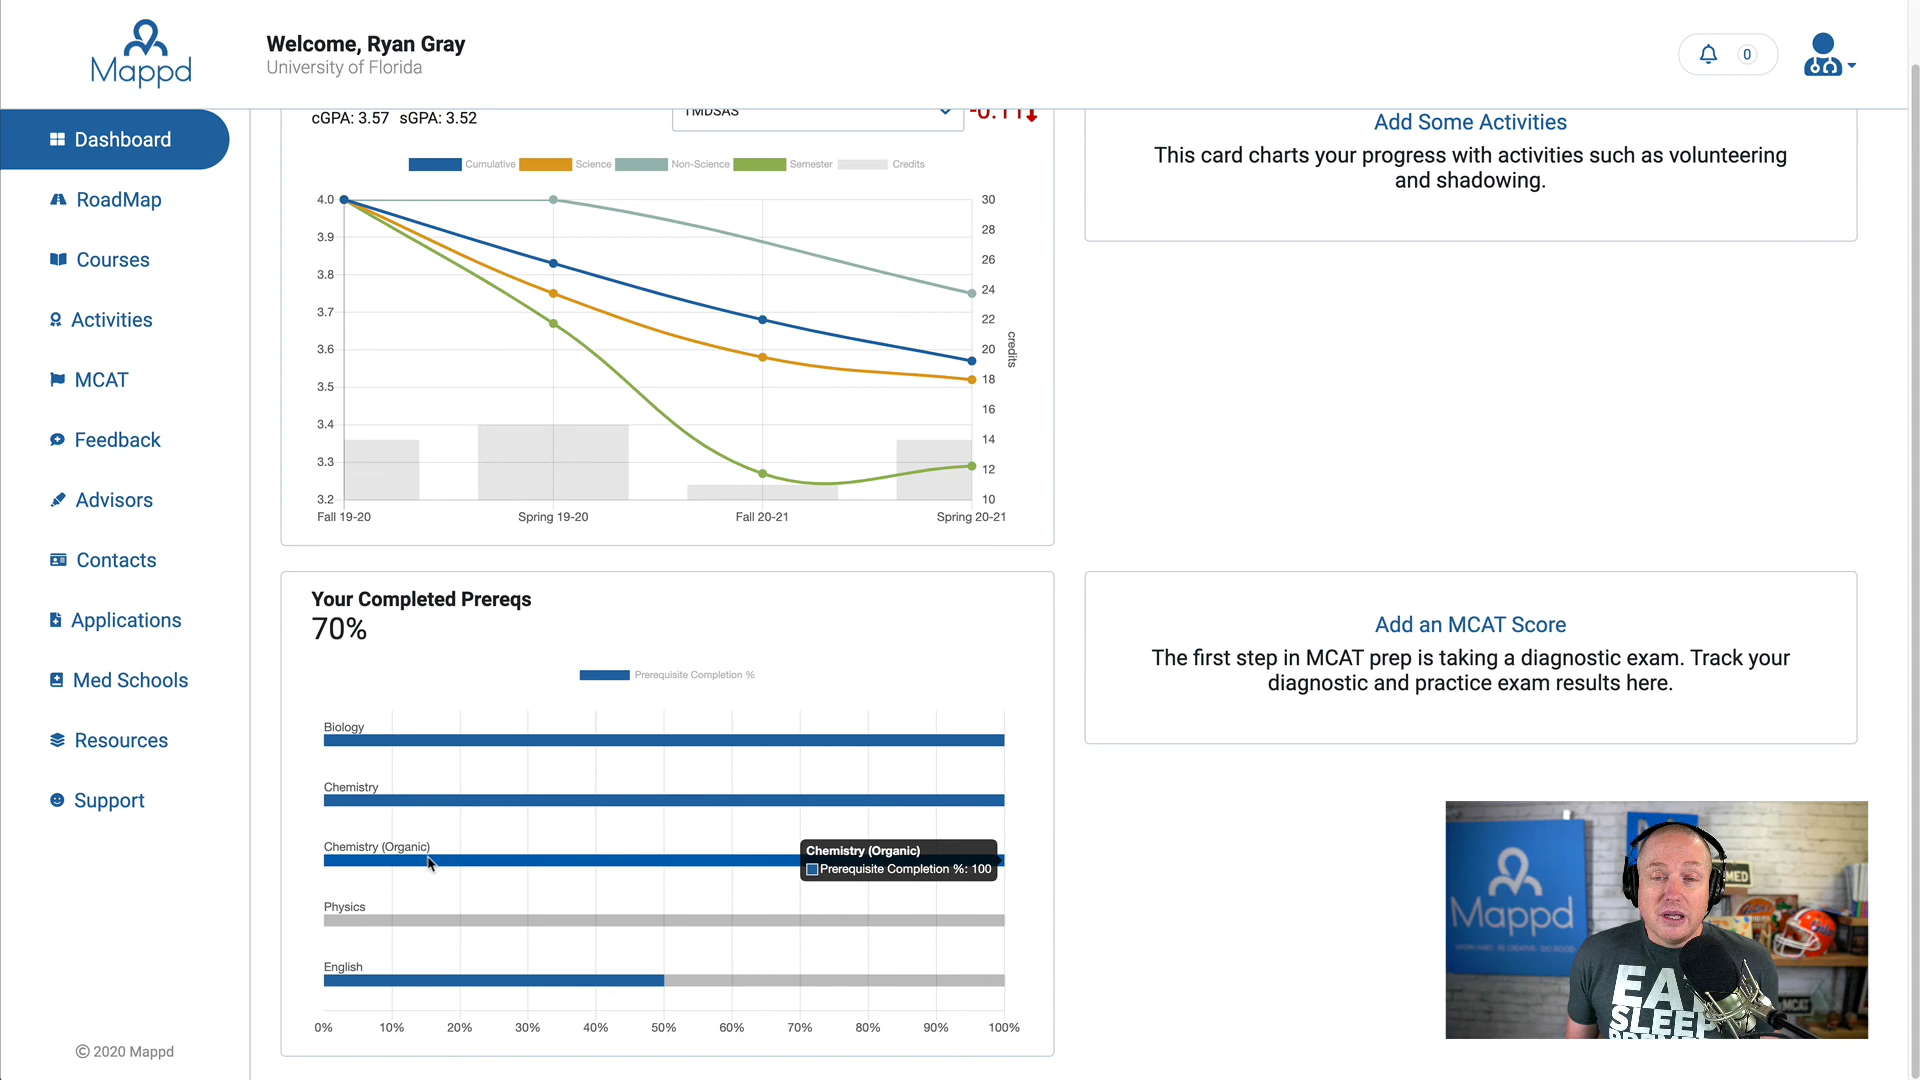 Mappd
Welcome, Ryan Gray
University of Florida
0
Dashboard
RoadMap
Courses
Activities
MCAT
Feedback
Advisors
Contacts
Applications
Med Schools
Resources
Support
© 2020 Mappd
cGPA: 3.57 sGPA: 3.52
TMDSAS
-0.11
Cumulative Science Non-Science Semester Credits
4.0
3.9
3.8
3.7
3.6
3.5
3.4
3.3
3.2
30
28
26
24
22
20
18
16
14
12
10
credits
Fall 19-20 Spring 19-20 Fall 20-21 Spring 20-21
Add Some Activities
This card charts your progress with activities such as volunteering
and shadowing.
Your Completed Prereqs
70%
Prerequisite Completion %
Biology
Chemistry
Chemistry (Organic)
Chemistry (Organic)
Prerequisite Completion %: 100
Physics
English
0% 10% 20% 30% 40% 50% 60% 70% 80% 90% 100%
Add an MCAT Score
The first step in MCAT prep is taking a diagnostic exam. Track your
diagnostic and practice exam results here.
Mappd
MCAT
EAT
SLEEP